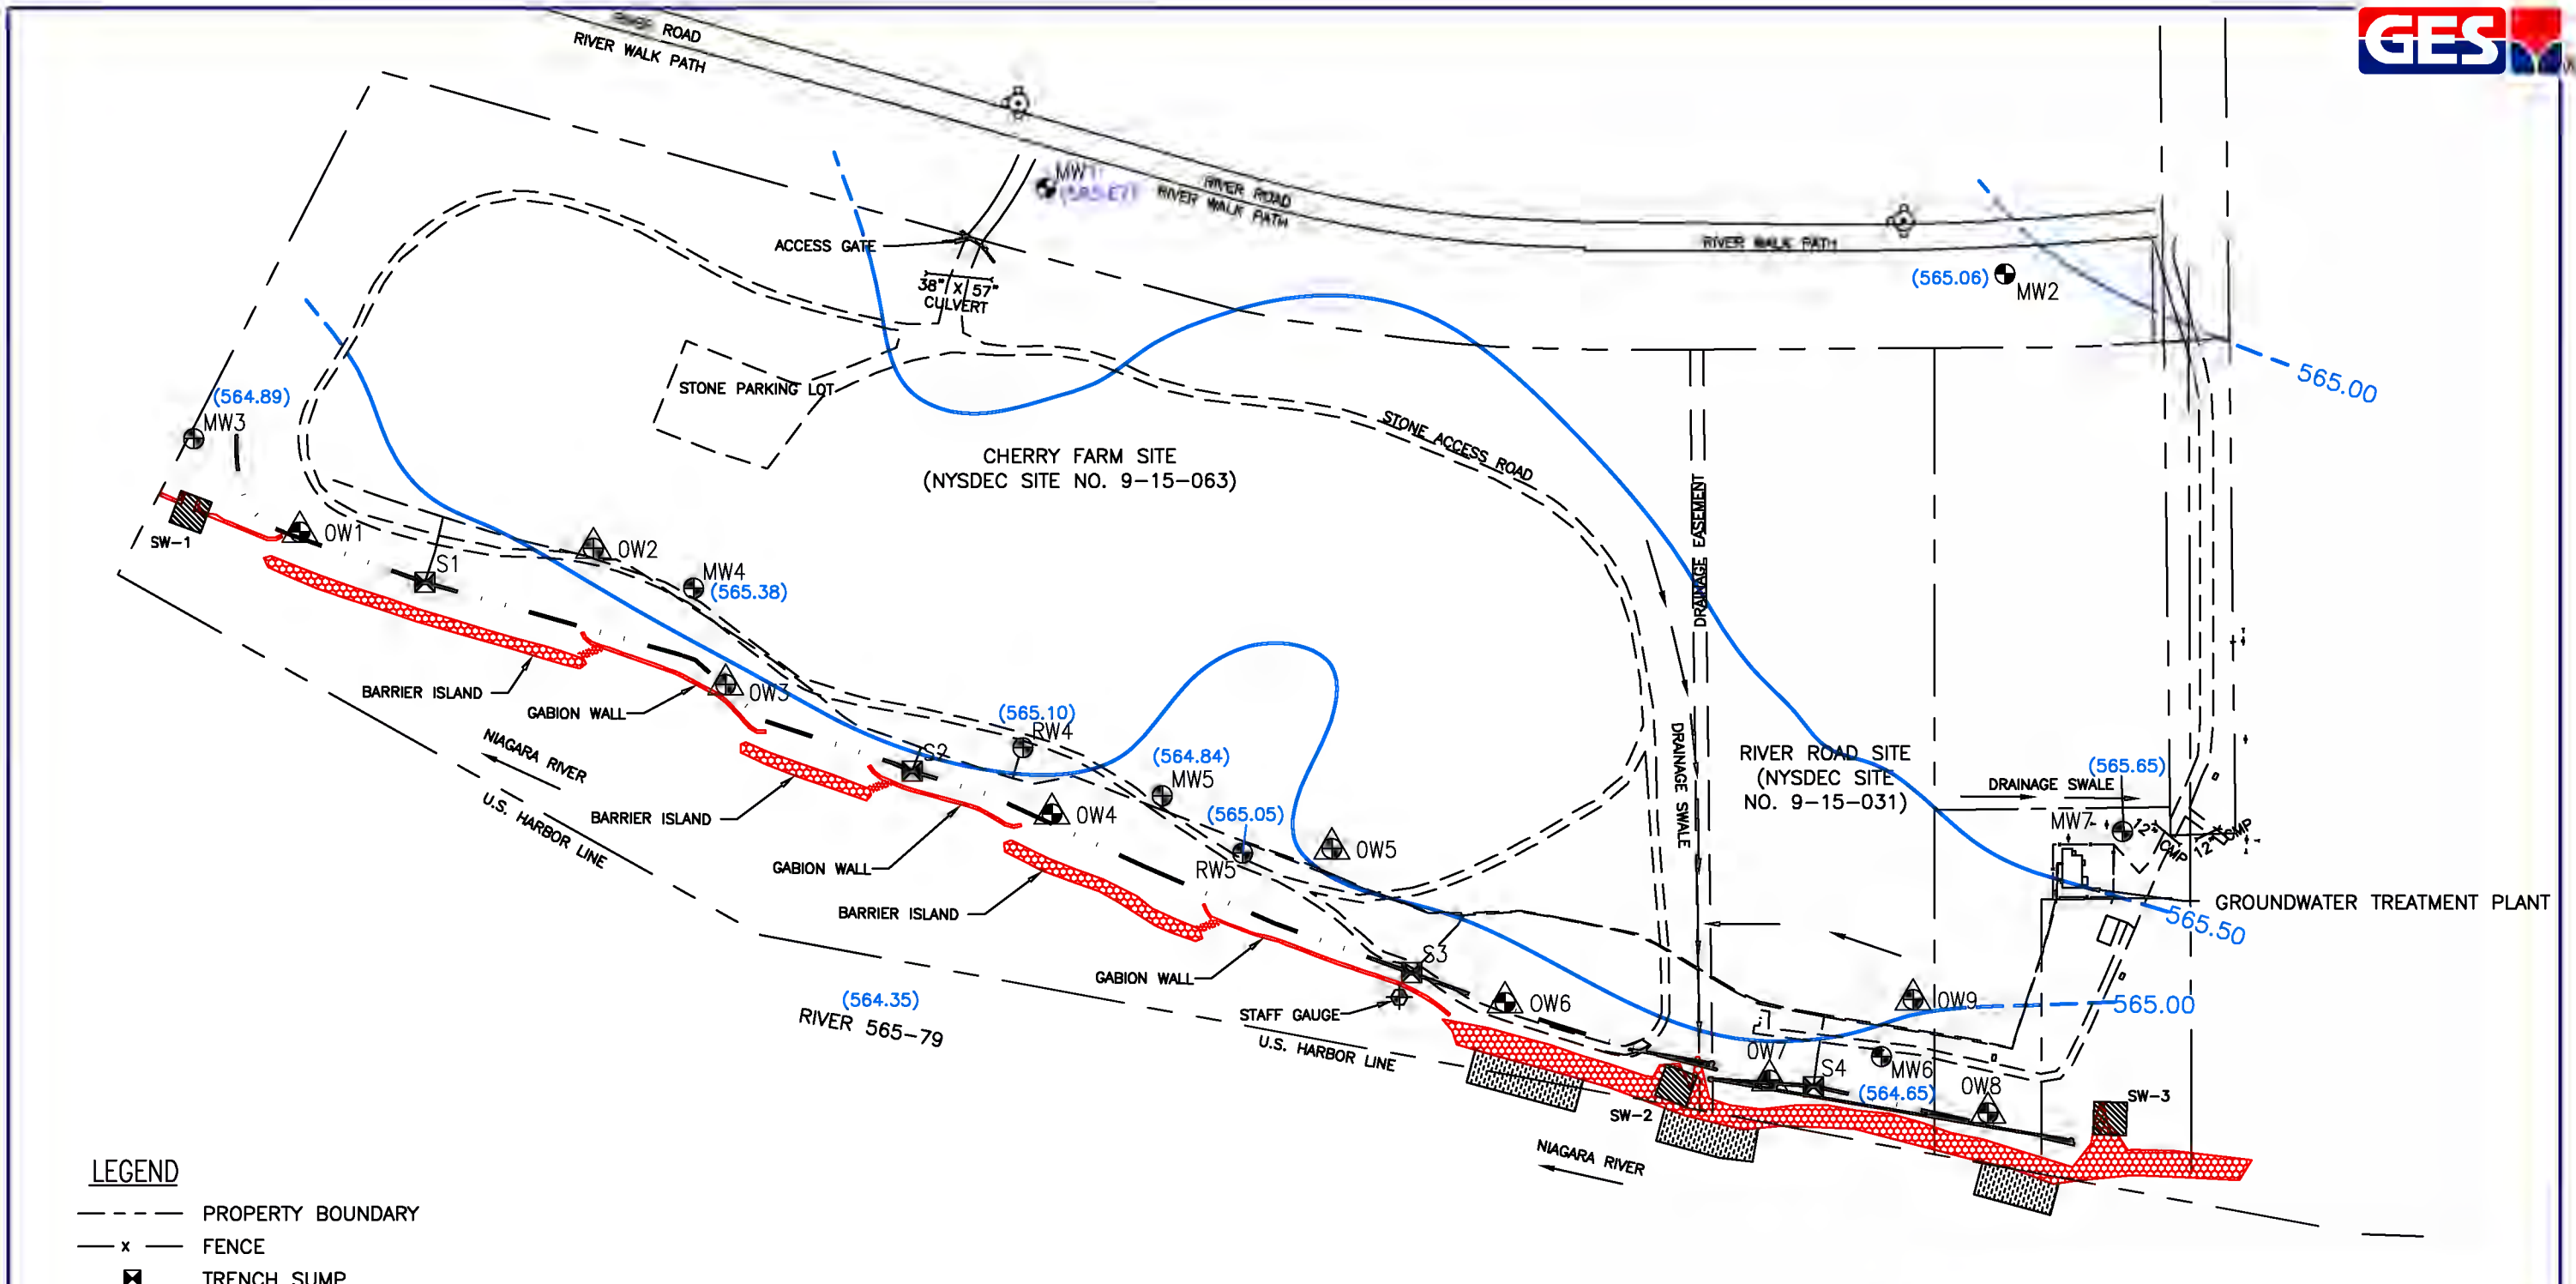 GES
RIVER ROAD
RIVER WALK PATH
MW1
RIVER ROAD
RIVER WALK PATH
ACCESS GATE
38" X 57"
CULVERT
RIVER WALK PATH
(565.06)
MW2
565.00
STONE PARKING LOT
(564.89)
MW3
CHERRY FARM SITE
(NYSDEC SITE NO. 9-15-063)
STONE ACCESS ROAD
DRAINAGE EASEMENT
SW-1
OW1
S1
OW2
MW4
(565.38)
BARRIER ISLAND
GABION WALL
OW3
NIAGARA RIVER
U.S. HARBOR LINE
S2
(565.10)
RW4
(564.84)
MW5
(565.05)
RW5
OW4
OW5
BARRIER ISLAND
GABION WALL
BARRIER ISLAND
GABION WALL
DRAINAGE SWALE
RIVER ROAD SITE
(NYSDEC SITE
NO. 9-15-031)
(565.65)
DRAINAGE SWALE
MW7
12"
CMP
12"
CMP
GROUNDWATER TREATMENT PLANT
565.50
565.00
(564.35)
RIVER 565-79
STAFF GAUGE
S3
OW6
U.S. HARBOR LINE
OW9
OW7
S4
MW6
(564.65)
OW8
SW-2
SW-3
NIAGARA RIVER
LEGEND
PROPERTY BOUNDARY
x FENCE
TRENCH SUMP